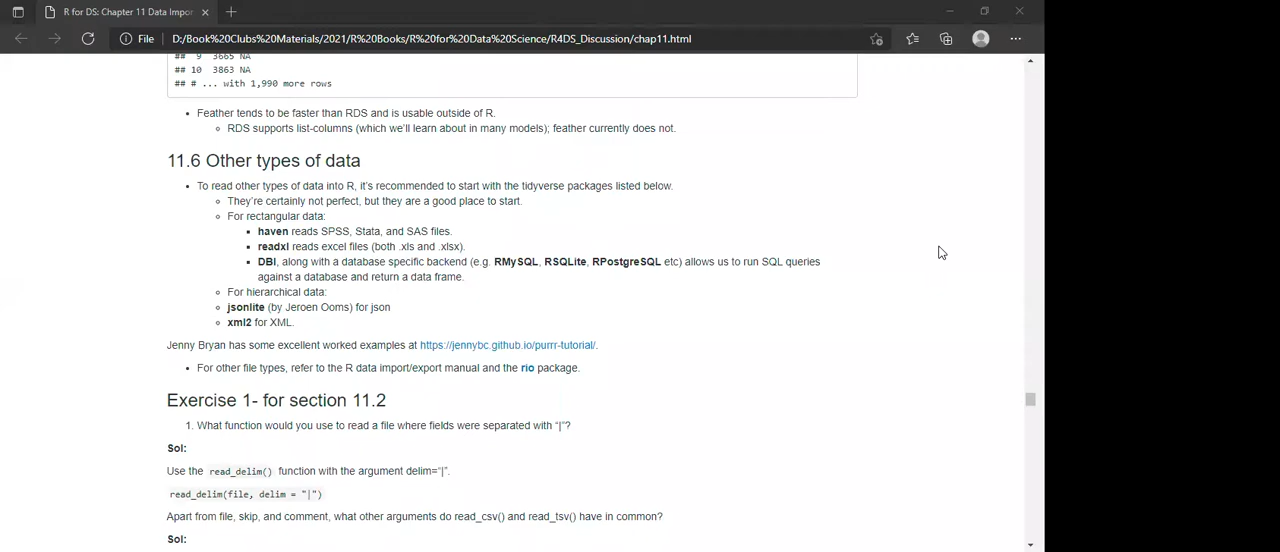 R for DS: Chapter 11 Data Impor
File D:/Book%20Clubs%20Materials/2021/R%20Books/R%20for%20Data%20Science/R4DS_Discussion/chap11.html
## 9 3665 NA
## 10 3863 NA
## # ... with 1,990 more rows
• Feather tends to be faster than RDS and is usable outside of R.
◦ RDS supports list-columns (which we'll learn about in many models); feather currently does not.
11.6 Other types of data
• To read other types of data into R, it's recommended to start with the tidyverse packages listed below.
◦ They're certainly not perfect, but they are a good place to start.
◦ For rectangular data:
▪ haven reads SPSS, Stata, and SAS files.
▪ readxl reads excel files (both .xls and .xlsx).
▪ DBI, along with a database specific backend (e.g. RMySQL, RSQLite, RPostgreSQL etc) allows us to run SQL queries
against a database and return a data frame.
◦ For hierarchical data:
◦ jsonlite (by Jeroen Ooms) for json
◦ xml2 for XML.
Jenny Bryan has some excellent worked examples at https://jennybc.github.io/purrr-tutorial/.
• For other file types, refer to the R data import/export manual and the rio package.
Exercise 1- for section 11.2
1. What function would you use to read a file where fields were separated with “|”?
Sol:
Use the read_delim() function with the argument delim=“|”.
read_delim(file, delim = "|")
Apart from file, skip, and comment, what other arguments do read_csv() and read_tsv() have in common?
Sol: